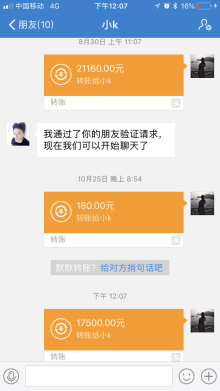 中国移动 4G 下午12:07 16%
朋友(10) 小k
8月30日 上午 11:07
21160.00元
转账给小k
转账
我通过了你的朋友验证请求,
现在我们可以开始聊天了
10月25日 晚上 8:54
180.00元
转账给小k
转账
默默转账? 给对方捎句话吧
下午 12:07
17500.00元
转账给小k
转账